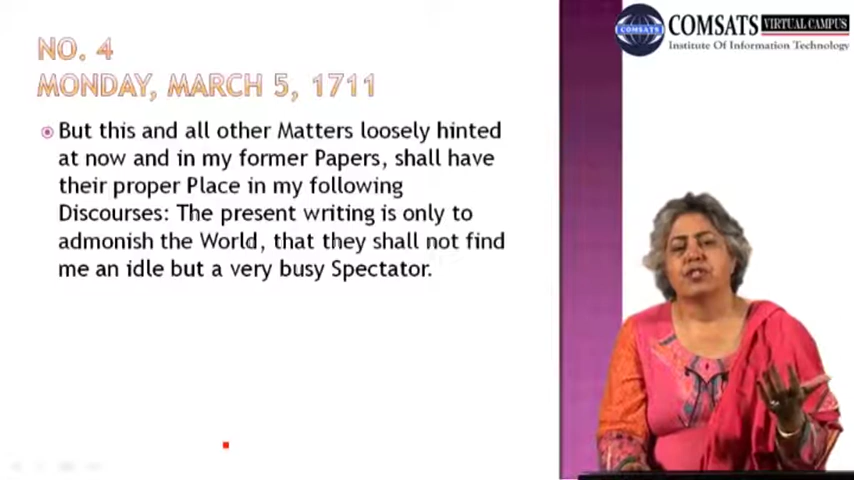 NO. 4
MONDAY, MARCH 5, 1711
But this and all other Matters loosely hinted
at now and in my former Papers, shall have
their proper Place in my following
Discourses: The present writing is only to
admonish the World, that they shall not find
me an idle but a very busy Spectator.
COMSATS
COMSATS VIRTUAL CAMPUS
Institute Of Information Technology